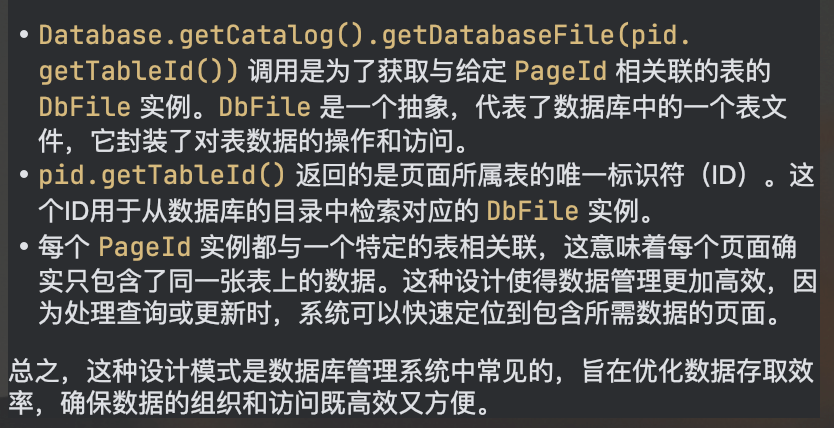 • Database.getCatalog().getDatabaseFile(pid.
getTableId()) 调用是为了获取与给定 PageId 相关联的表的
DbFile 实例。DbFile 是一个抽象，代表了数据库中的一个表文
件，它封装了对表数据的操作和访问。
• pid.getTableId() 返回的是页面所属表的唯一标识符（ID）。这
个ID用于从数据库的目录中检索对应的 DbFile 实例。
• 每个 PageId 实例都与一个特定的表相关联，这意味着每个页面确
实只包含了同一张表上的数据。这种设计使得数据管理更加高效，因
为处理查询或更新时，系统可以快速定位到包含所需数据的页面。
总之，这种设计模式是数据库管理系统中常见的，旨在优化数据存取效
率，确保数据的组织和访问既高效又方便。